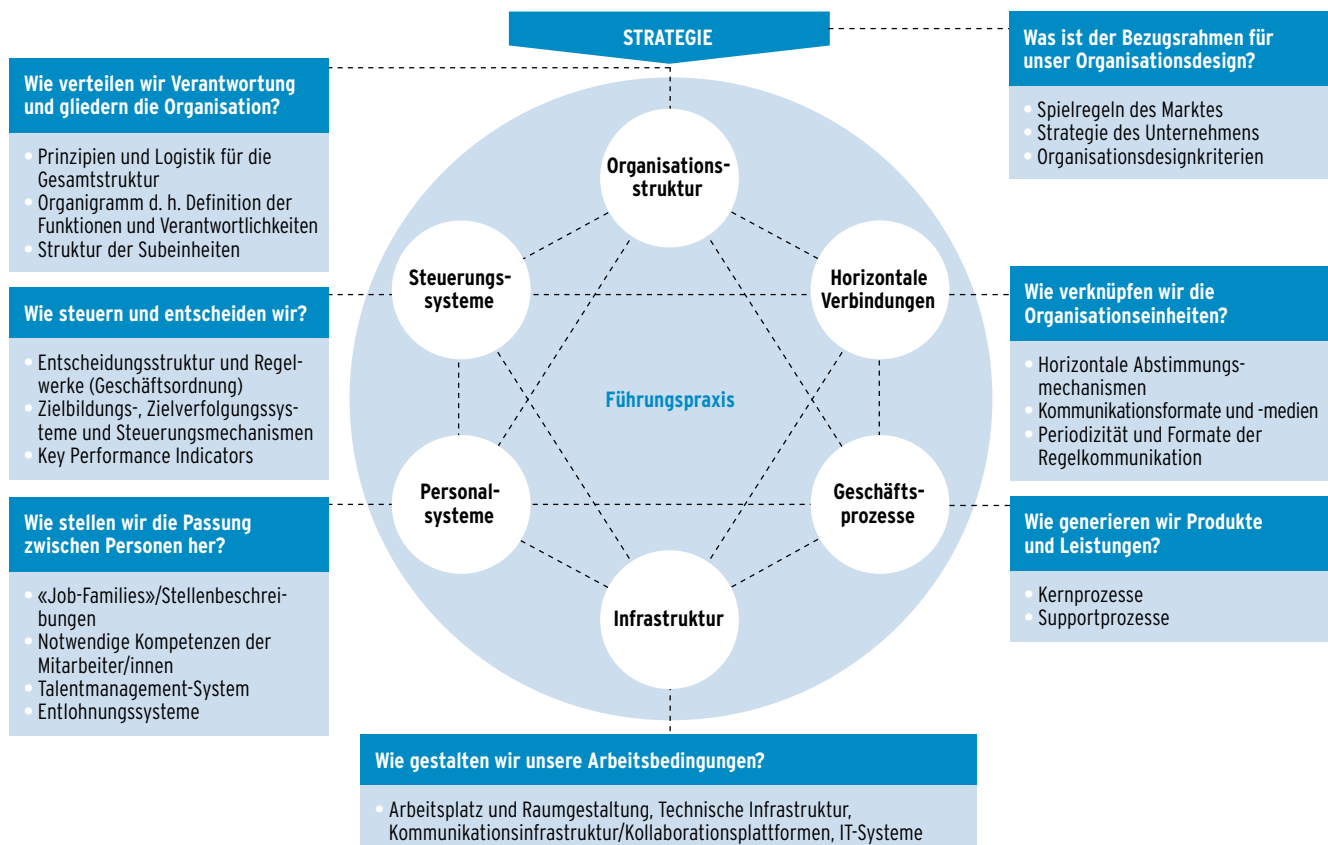 STRATEGIE
Was ist der Bezugsrahmen für
unser Organisationsdesign?
• Spielregeln des Marktes
• Strategie des Unternehmens
• Organisationsdesignkriterien
Wie verteilen wir Verantwortung
und gliedern die Organisation?
• Prinzipien und Logistik für die
Gesamtstruktur
• Organigramm d. h. Definition der
Funktionen und Verantwortlichkeiten
• Struktur der Subeinheiten
Organisations-
struktur
Steuerungs-
systeme
Horizontale
Verbindungen
Wie steuern und entscheiden wir?
• Entscheidungsstruktur und Regel-
werke (Geschäftsordnung)
• Zielbildungs-, Zielverfolgungssys-
teme und Steuerungsmechanismen
• Key Performance Indicators
Führungspraxis
Wie verknüpfen wir die
Organisationseinheiten?
• Horizontale Abstimmungs-
mechanismen
• Kommunikationsformate und -medien
• Periodizität und Formate der
Regelkommunikation
Personal-
systeme
Geschäfts-
prozesse
Wie stellen wir die Passung
zwischen Personen her?
• «Job-Families»/Stellenbeschrei-
bungen
• Notwendige Kompetenzen der
Mitarbeiter/innen
• Talentmanagement-System
• Entlohnungssysteme
Infrastruktur
Wie generieren wir Produkte
und Leistungen?
• Kernprozesse
• Supportprozesse
Wie gestalten wir unsere Arbeitsbedingungen?
• Arbeitsplatz und Raumgestaltung, Technische Infrastruktur,
Kommunikationsinfrastruktur/Kollaborationsplattformen, IT-Systeme